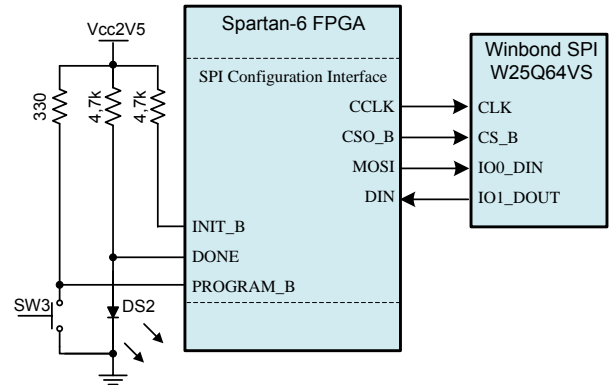 Vcc2V5
330
4,7k
4,7k
SW3
DS2
Spartan-6 FPGA
SPI Configuration Interface
CCLK
CSO_B
MOSI
DIN
INIT_B
DONE
PROGRAM_B
Winbond SPI
W25Q64VS
CLK
CS_B
IO0_DIN
IO1_DOUT